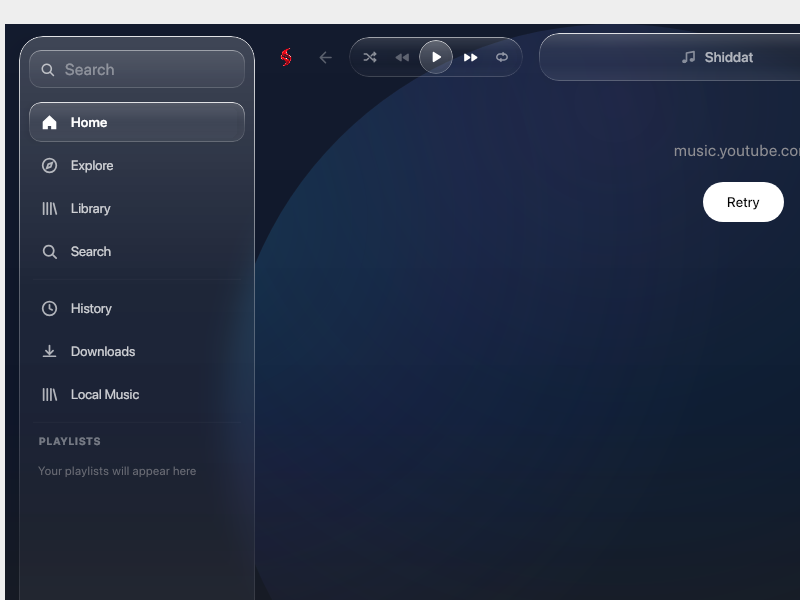 Search
Home
Explore
Library
Search
History
Downloads
Local Music
PLAYLISTS
Your playlists will appear here
Shiddat
music.youtube.co
Retry